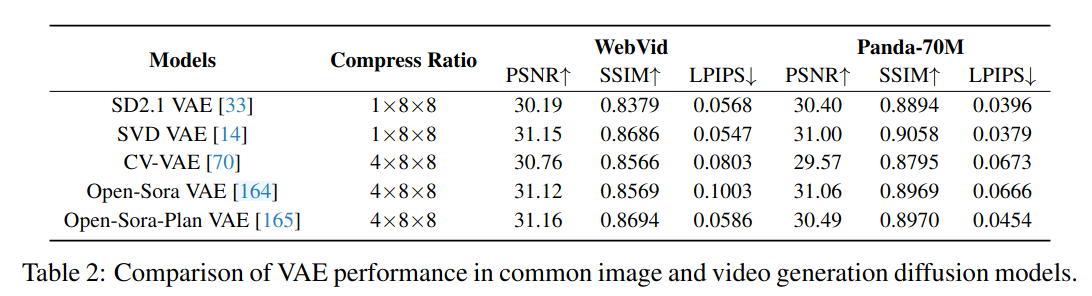 Models Compress Ratio WebVid Panda-70M
PSNR↑ SSIM↑ LPIPS↓ PSNR↑ SSIM↑ LPIPS↓
SD2.1 VAE [33] 1×8×8 30.19 0.8379 0.0568 30.40 0.8894 0.0396
SVD VAE [14] 1×8×8 31.15 0.8686 0.0547 31.00 0.9058 0.0379
CV-VAE [70] 4×8×8 30.76 0.8566 0.0803 29.57 0.8795 0.0673
Open-Sora VAE [164] 4×8×8 31.12 0.8569 0.1003 31.06 0.8969 0.0666
Open-Sora-Plan VAE [165] 4×8×8 31.16 0.8694 0.0586 30.49 0.8970 0.0454
Table 2: Comparison of VAE performance in common image and video generation diffusion models.